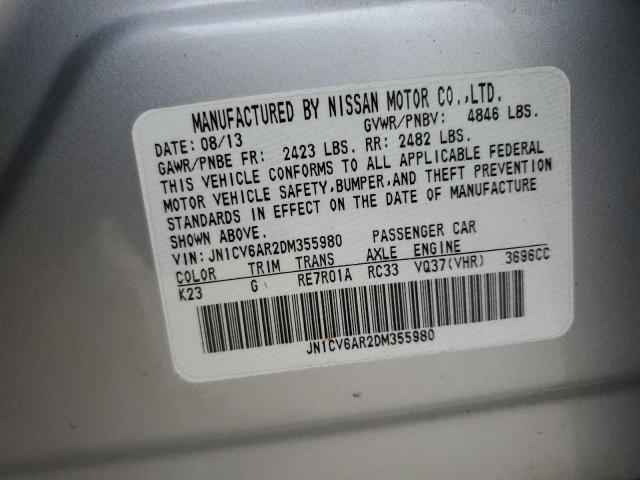 MANUFACTURED BY NISSAN MOTOR CO.,LTD.
DATE: 08/13 GVWR/PNBV: 4846 LBS.
GAWR/PNBE FR: 2423 LBS. RR: 2482 LBS.
THIS VEHICLE CONFORMS TO ALL APPLICABLE FEDERAL
MOTOR VEHICLE SAFETY,BUMPER,AND THEFT PREVENTION
STANDARDS IN EFFECT ON THE DATE OF MANUFACTURE
SHOWN ABOVE.
VIN: JN1CV6AR2DM355980 PASSENGER CAR
COLOR TRIM TRANS AXLE ENGINE
K23 G RE7R01A RC33 VQ37(VHR) 3696CC
JN1CV6AR2DM355980